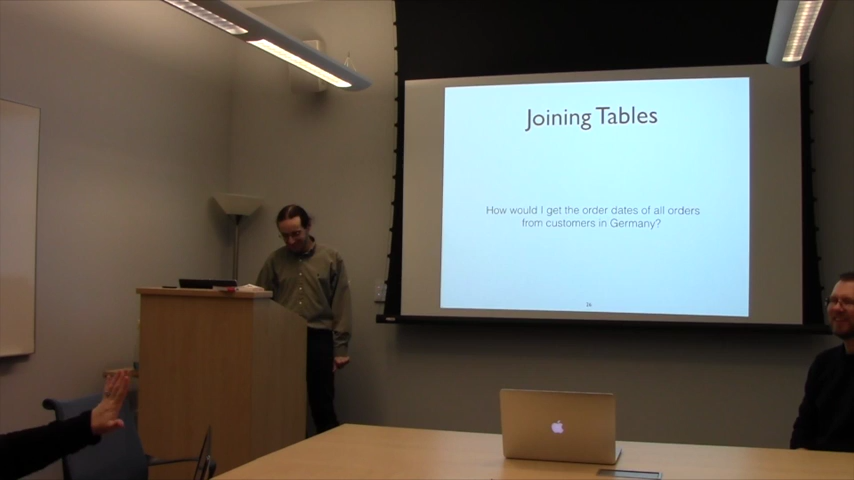 Joining Tables
How would I get the order dates of all orders
from customers in Germany?